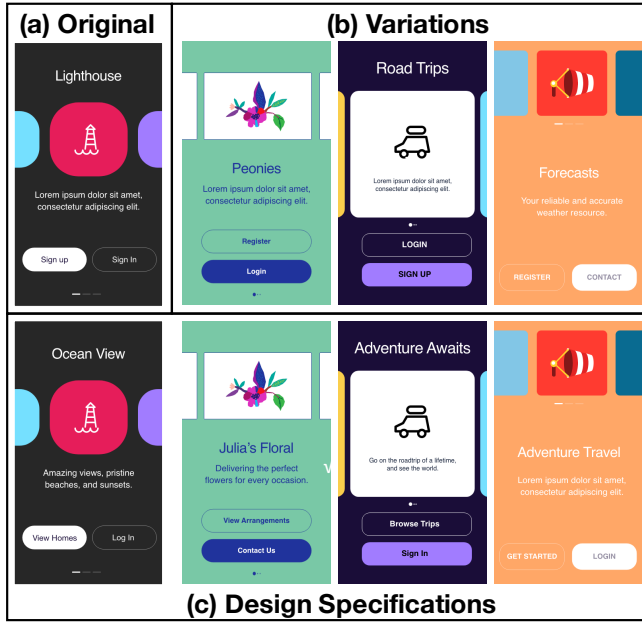 (a) Original
(b) Variations
Lighthouse
Lorem ipsum dolor sit amet,
consectetur adipiscing elit.
Sign up
Sign In
Peonies
Lorem ipsum dolor sit amet,
consectetur adipiscing elit.
Register
Login
Road Trips
Lorem ipsum dolor sit amet,
consectetur adipiscing elit.
LOGIN
SIGN UP
Forecasts
Your reliable and accurate
weather resource.
REGISTER
CONTACT
Ocean View
Amazing views, pristine
beaches, and sunsets.
View Homes
Log In
Julia's Floral
Delivering the perfect
flowers for every occasion.
V
View Arrangements
Contact Us
Adventure Awaits
Go on the roadtrip of a lifetime,
and see the world.
Browse Trips
Sign In
Adventure Travel
Lorem ipsum dolor sit amet,
consectetur adipiscing elit.
GET STARTED
LOGIN
(c) Design Specifications